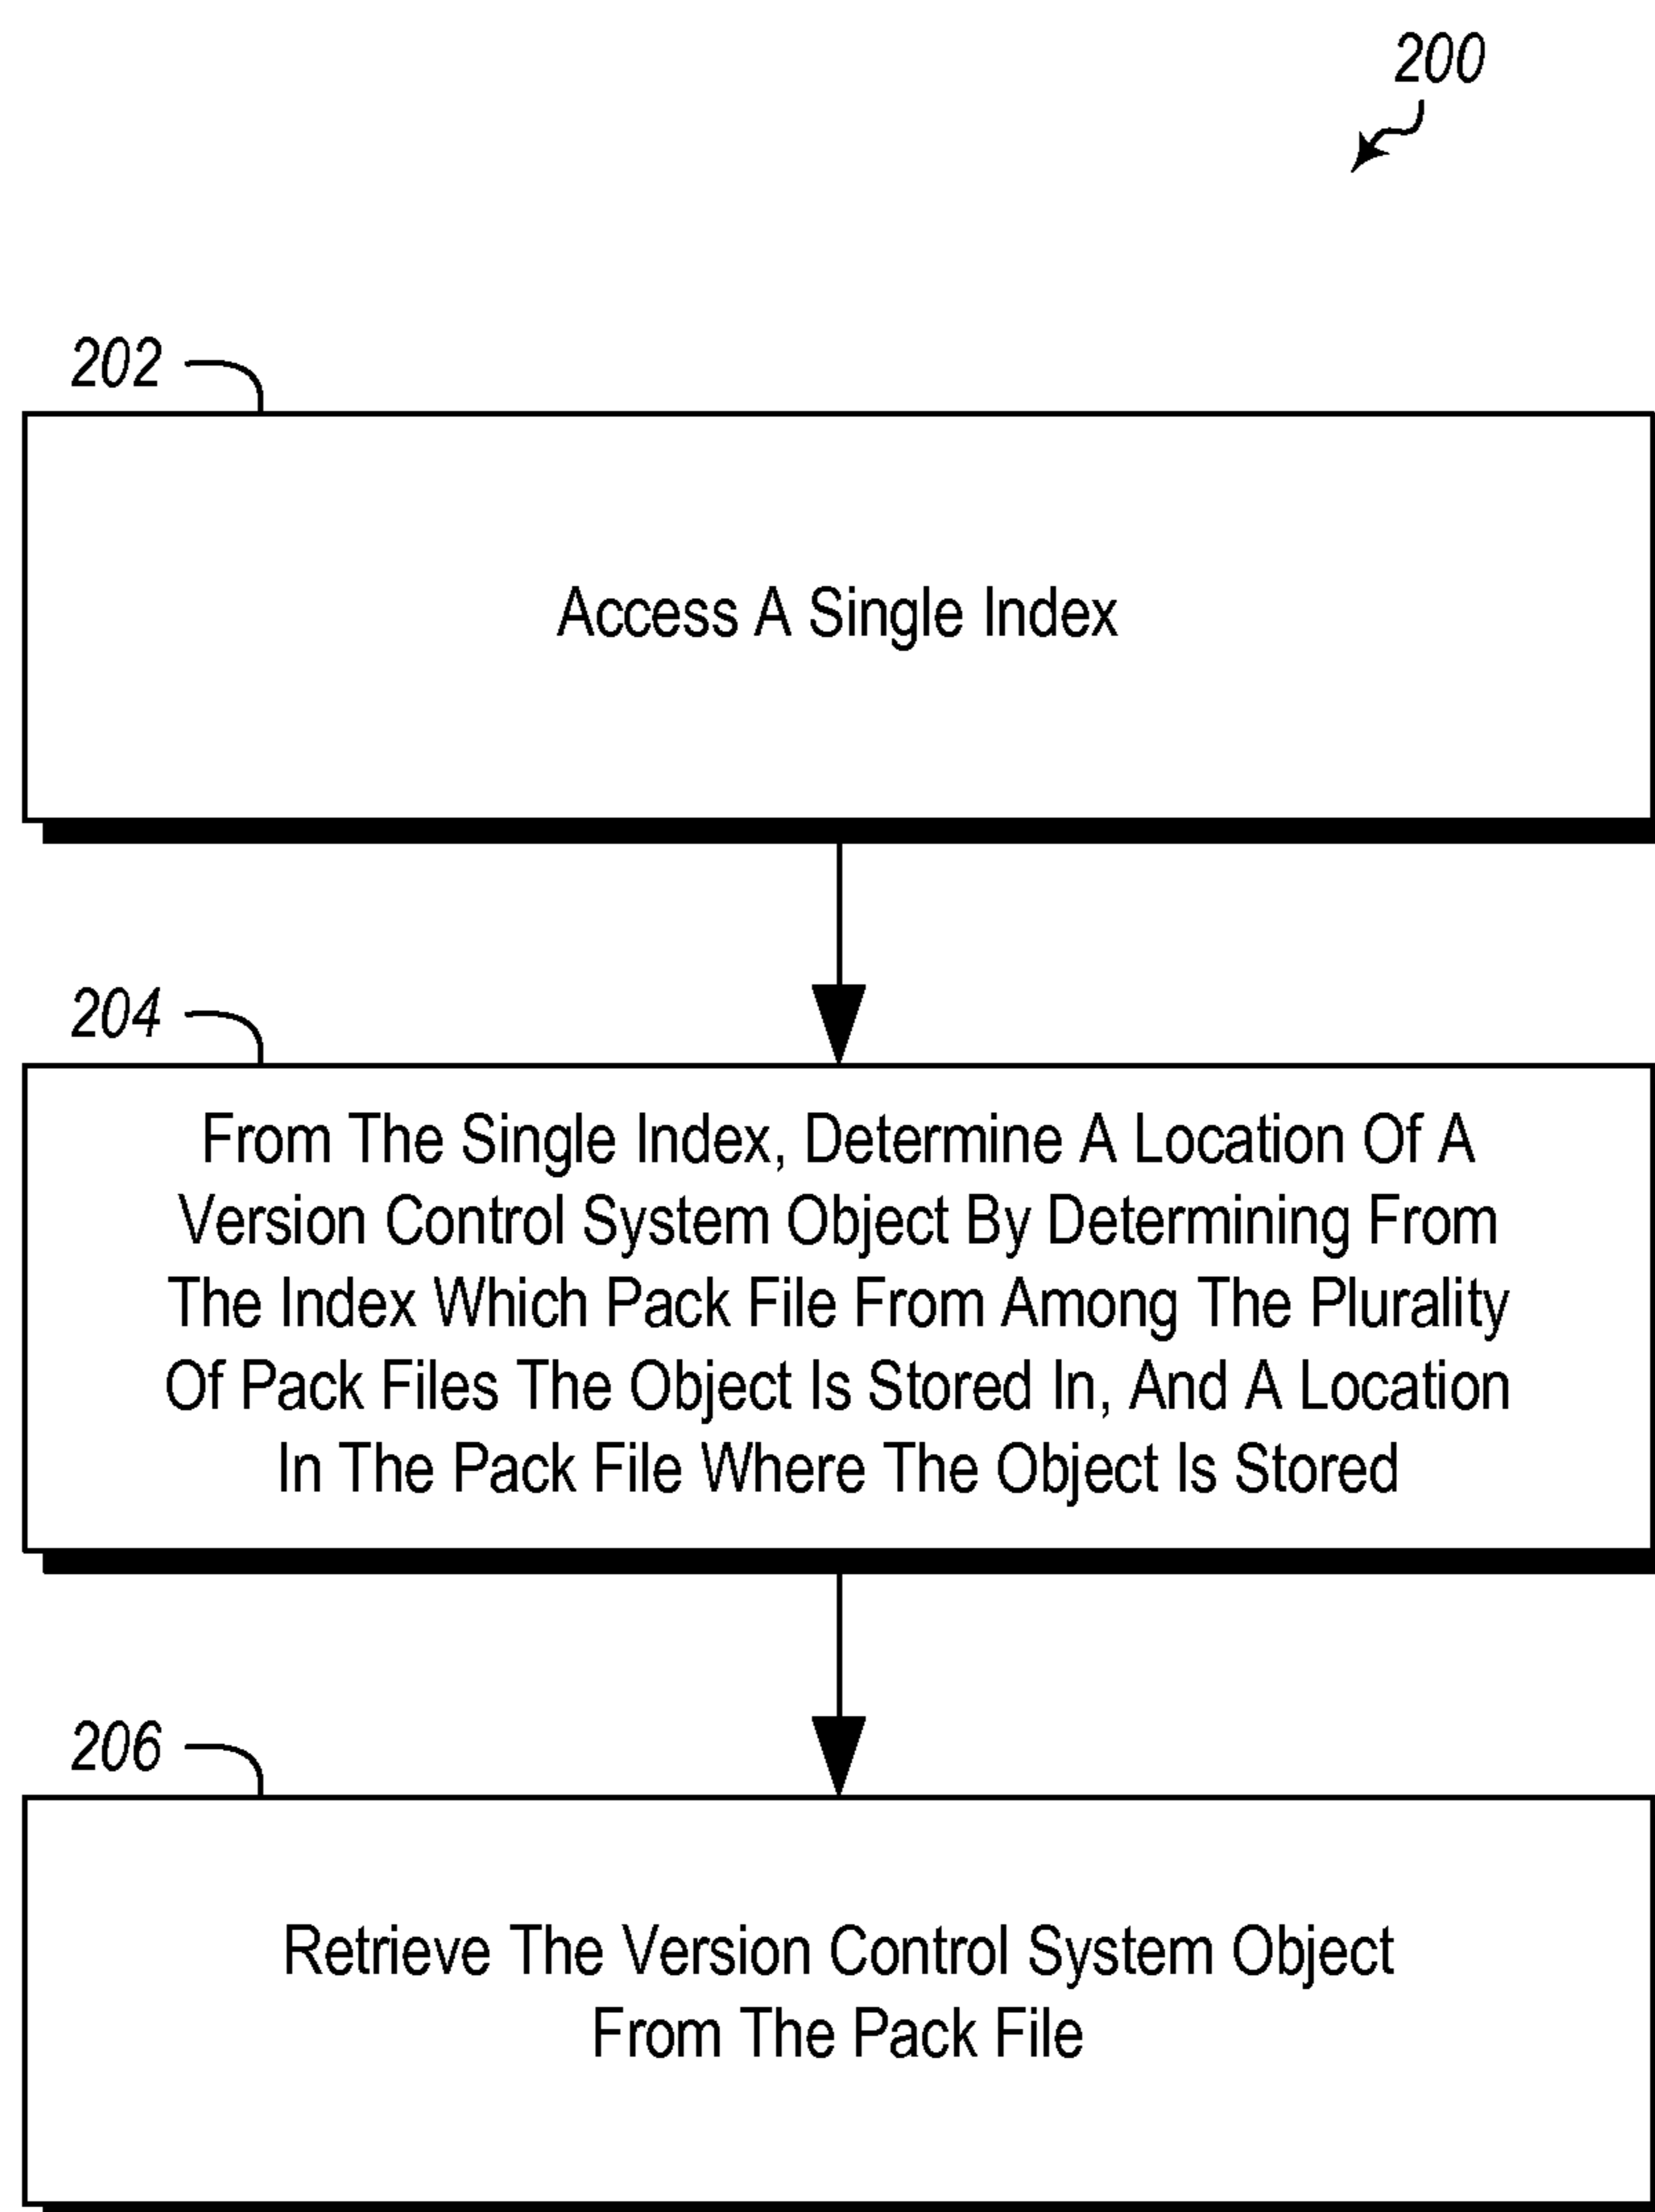 200
202
Access A Single Index
204
From The Single Index, Determine A Location Of A
Version Control System Object By Determining From
The Index Which Pack File From Among The Plurality
Of Pack Files The Object Is Stored In, And A Location
In The Pack File Where The Object Is Stored
206
Retrieve The Version Control System Object
From The Pack File